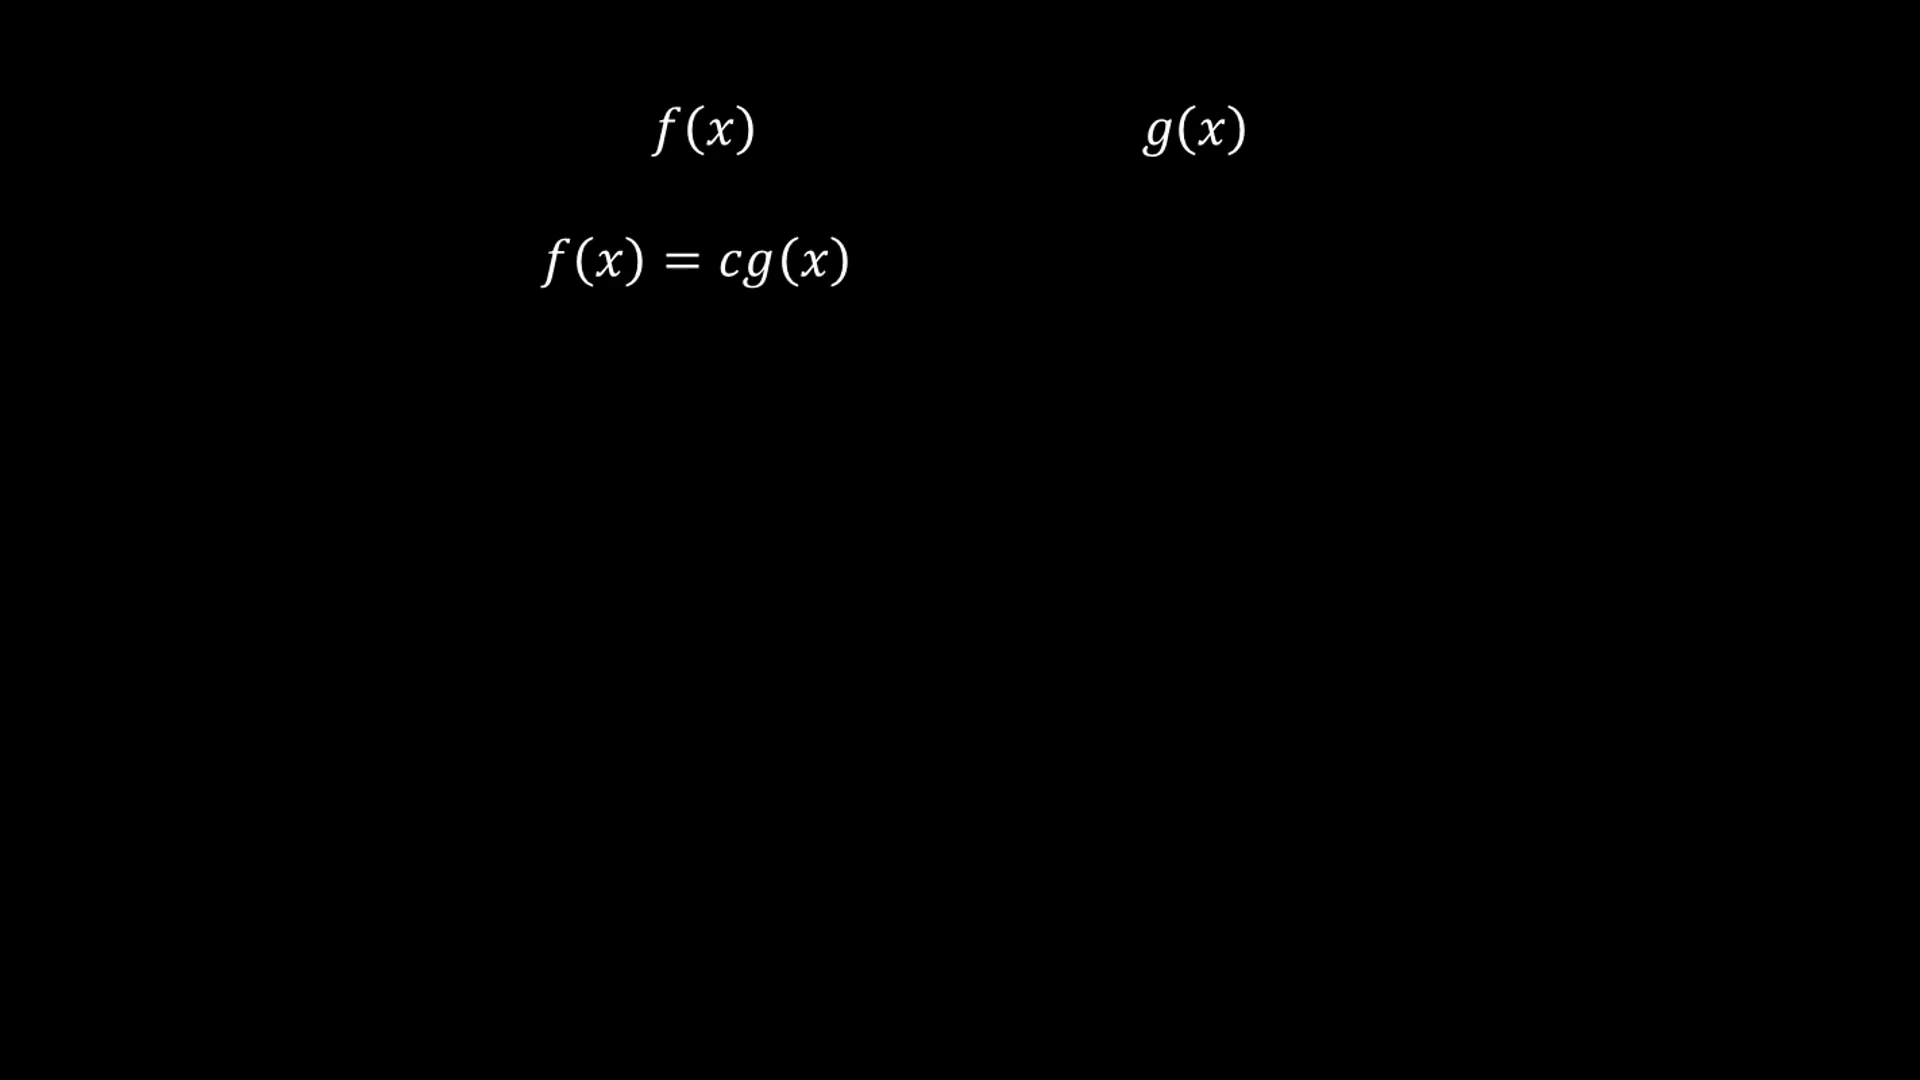 f(x) g(x)
f(x) = cg(x)